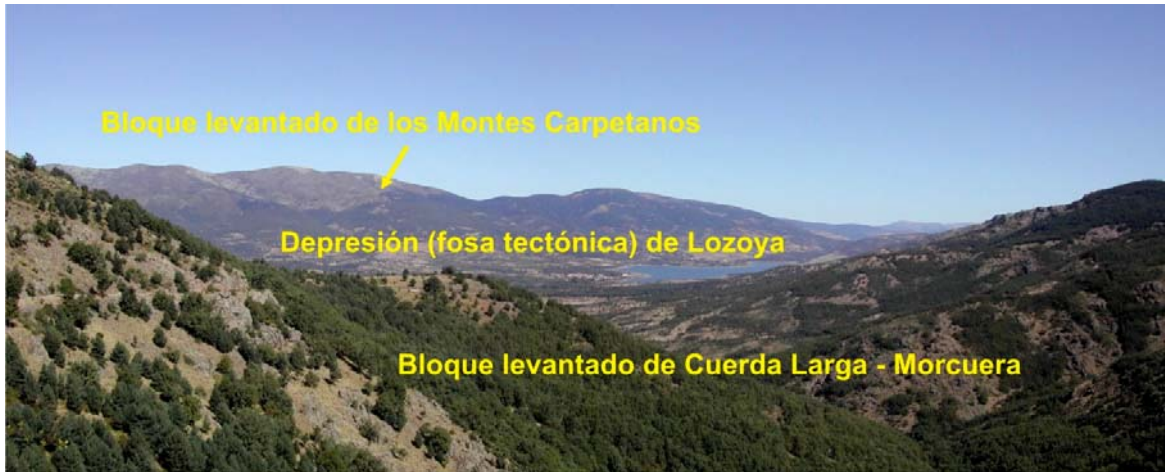 Bloque levantado de los Montes Carpetanos
Depresión (fosa tectónica) de Lozoya
Bloque levantado de Cuerda Larga - Morcuera